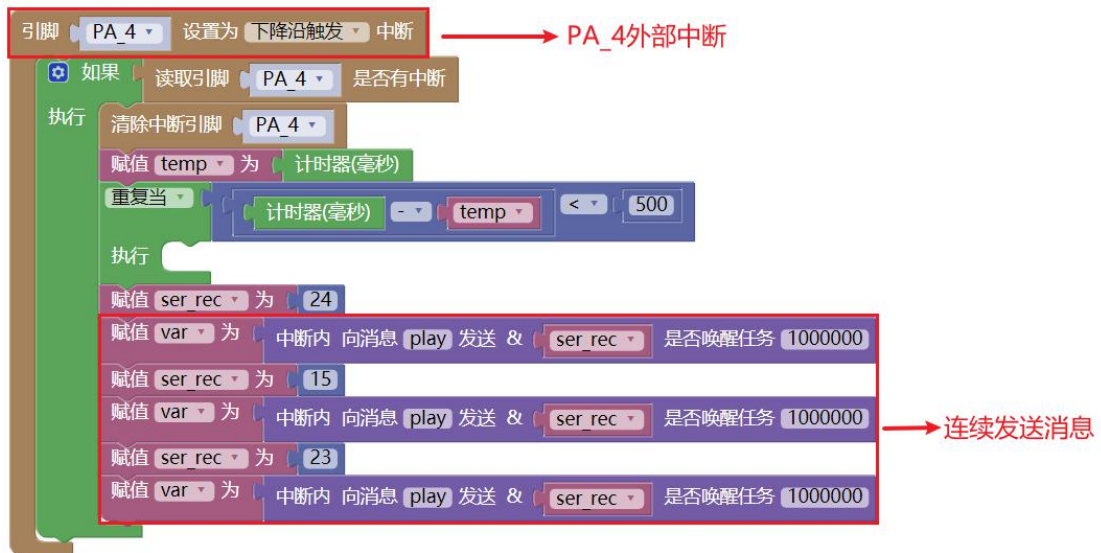 引脚 PA_4 设置为 下降沿触发 中断 PA_4外部中断
如果 读取引脚 PA_4 是否有中断
执行 清除中断引脚 PA_4
赋值 temp 为 计时器(毫秒)
重复当 计时器(毫秒) - temp < 500
执行
赋值 ser_rec 为 24
赋值 var 为 中断内 向消息 play 发送 & ser_rec 是否唤醒任务 1000000
赋值 ser_rec 为 15
赋值 var 为 中断内 向消息 play 发送 & ser_rec 是否唤醒任务 1000000 连续发送消息
赋值 ser_rec 为 23
赋值 var 为 中断内 向消息 play 发送 & ser_rec 是否唤醒任务 1000000